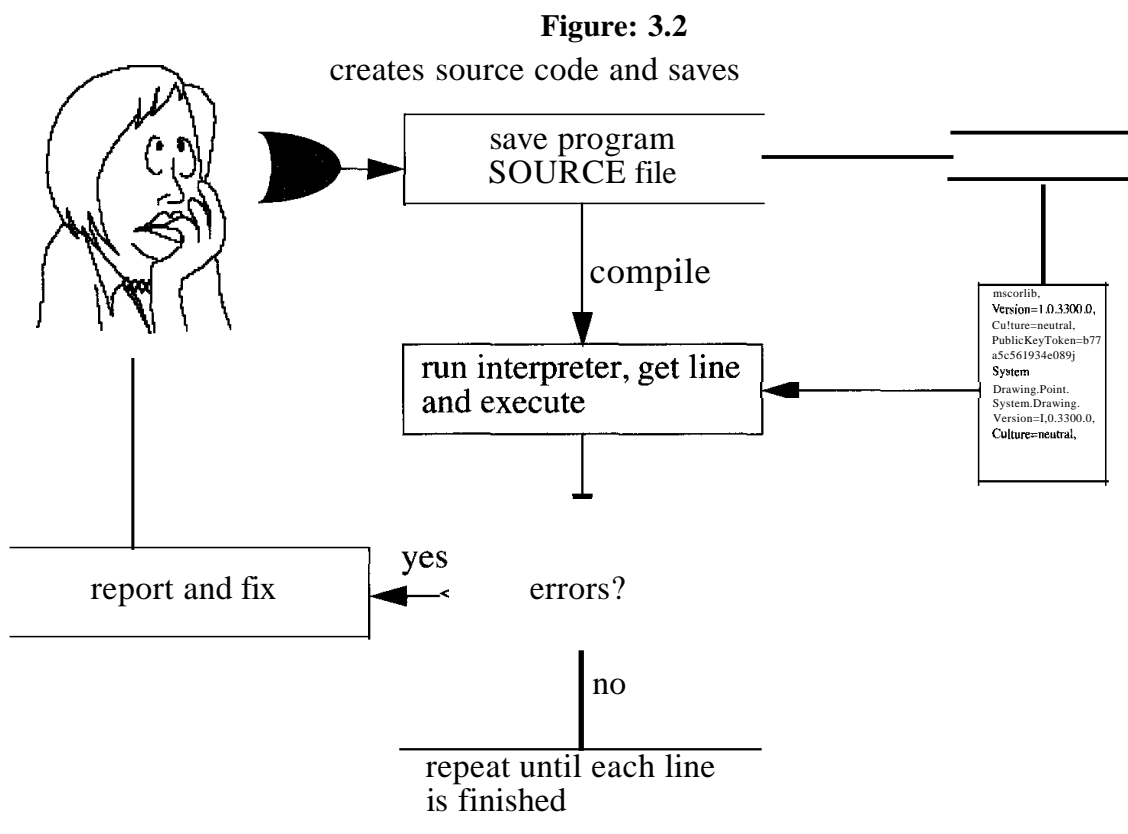 Figure: 3.2
creates source code and saves
save program
SOURCE file
compile
mscorlib,
Version=1.0.3300.0,
Cu!ture=neutral,
PublicKeyToken=b77
a5c561934e089j
System
Drawing.Point.
System.Drawing.
Version=I,0.3300.0,
Culture=neutral,
run interpreter, get line
and execute
yes
report and fix
errors?
no
repeat until each line
is finished